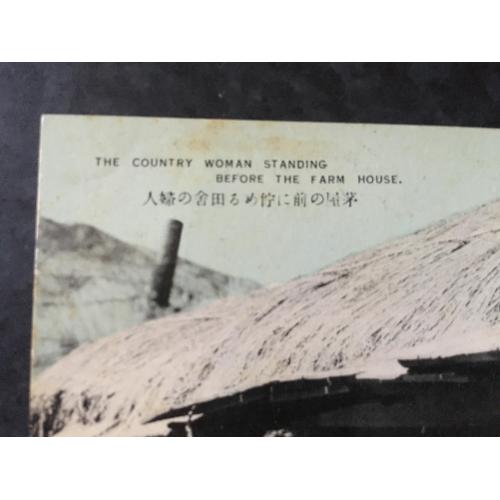 THE COUNTRY WOMAN STANDING
BEFORE THE FARM HOUSE.
茅屋の前に佇める田舍の婦人